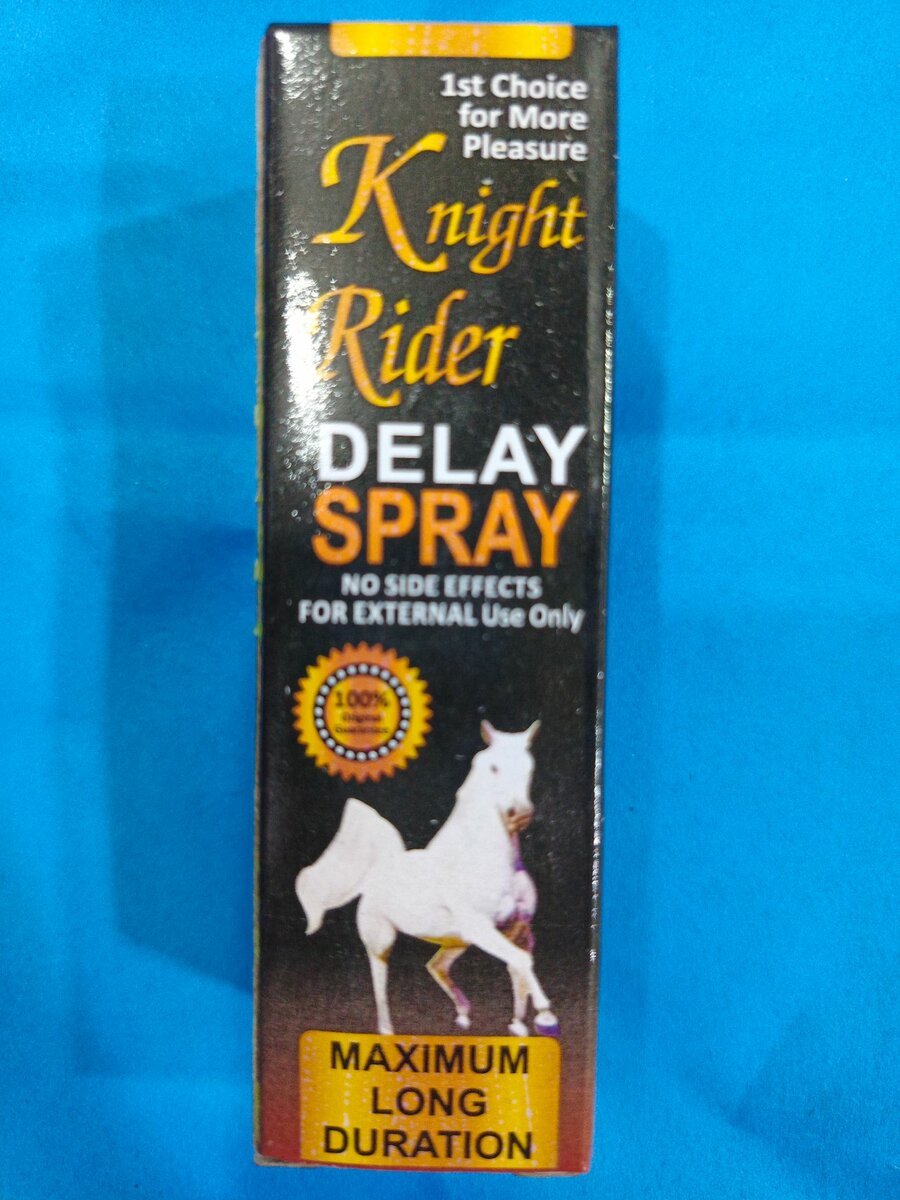 1st Choice
for More
Pleasure
Knight
Rider
DELAY
SPRAY
NO SIDE EFFECTS
FOR EXTERNAL Use Only
100%
Original
MAXIMUM
LONG
DURATION